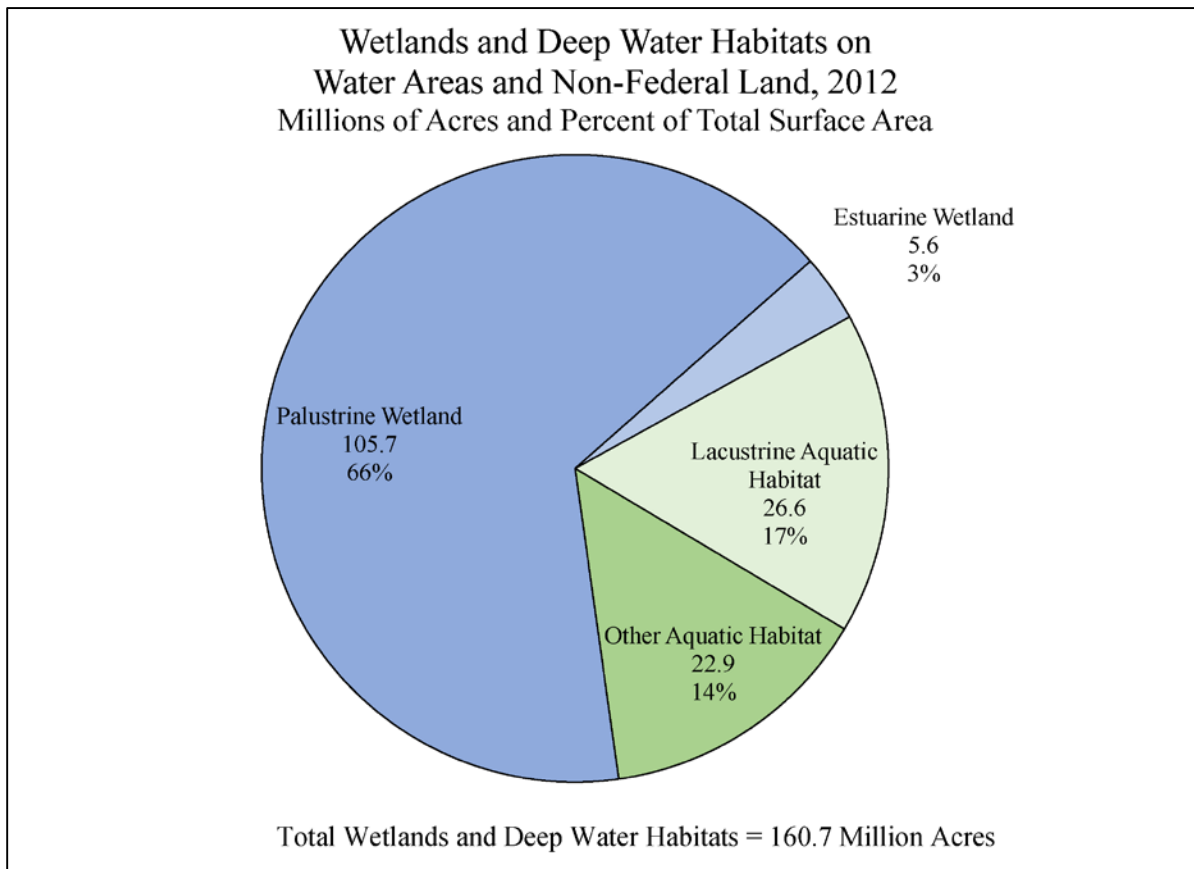 Wetlands and Deep Water Habitats on
Water Areas and Non-Federal Land, 2012
Millions of Acres and Percent of Total Surface Area
Estuarine Wetland
5.6
3%
Palustrine Wetland
105.7
66%
Lacustrine Aquatic
Habitat
26.6
17%
Other Aquatic Habitat
22.9
14%
Total Wetlands and Deep Water Habitats = 160.7 Million Acres